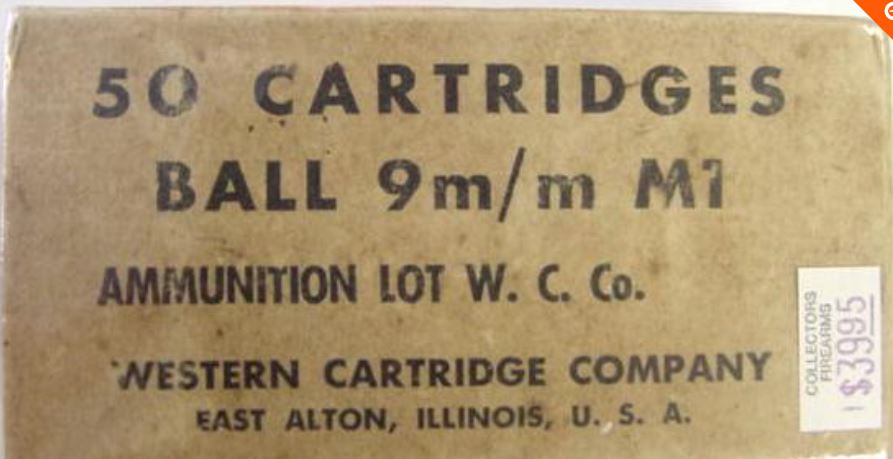 50 CARTRIDGES
BALL 9m/m M1
AMMUNITION LOT W. C. Co.
WESTERN CARTRIDGE COMPANY
EAST ALTON, ILLINOIS, U. S. A.
COLLECTORS
FIREARMS
$3995